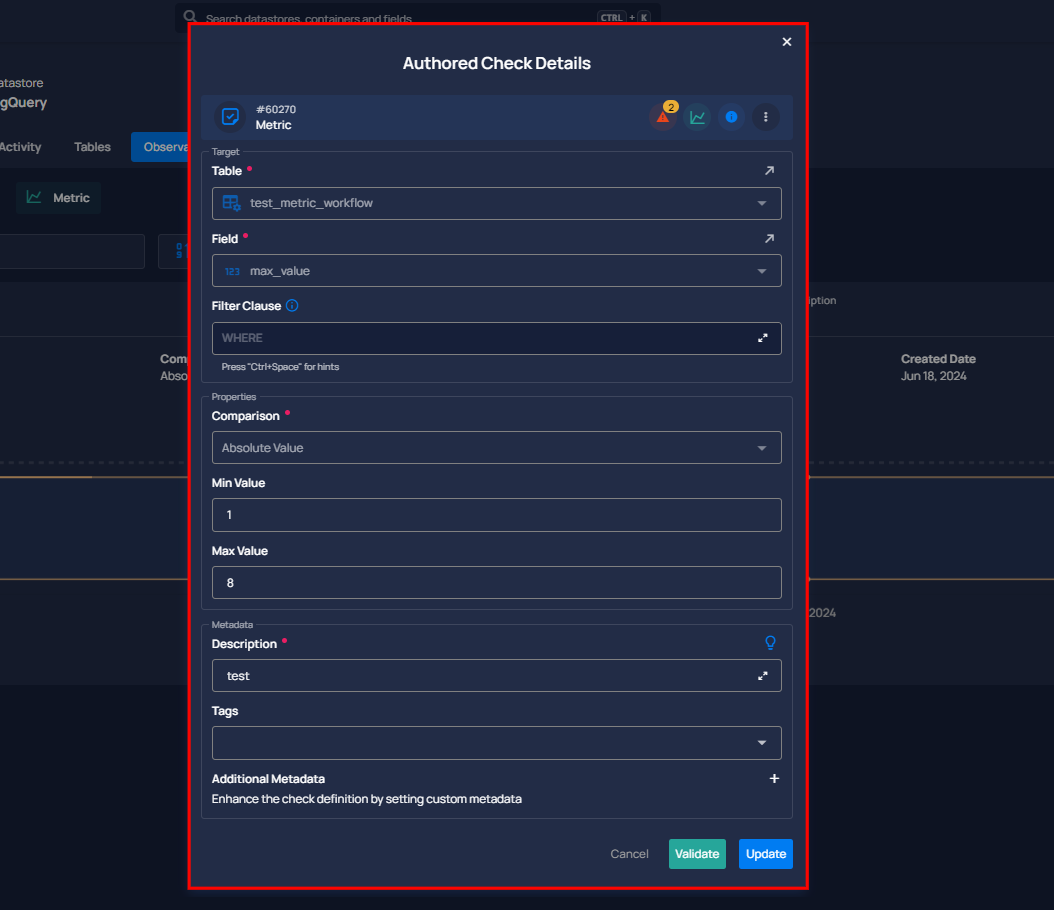 Search datastores, containers and fields CTRL + K
Authored Check Details
atastore
gQuery
#60270
Metric
2
Activity Tables Observa
Target
Table
Metric
test_metric_workflow
Field
123 max_value
iption
Filter Clause
WHERE
Press "Ctrl+Space" for hints
Com
Abso
Created Date
Jun 18, 2024
Properties
Comparison
Absolute Value
Min Value
1
Max Value
8
2024
Metadata
Description
test
Tags
Additional Metadata
Enhance the check definition by setting custom metadata
Cancel Validate Update